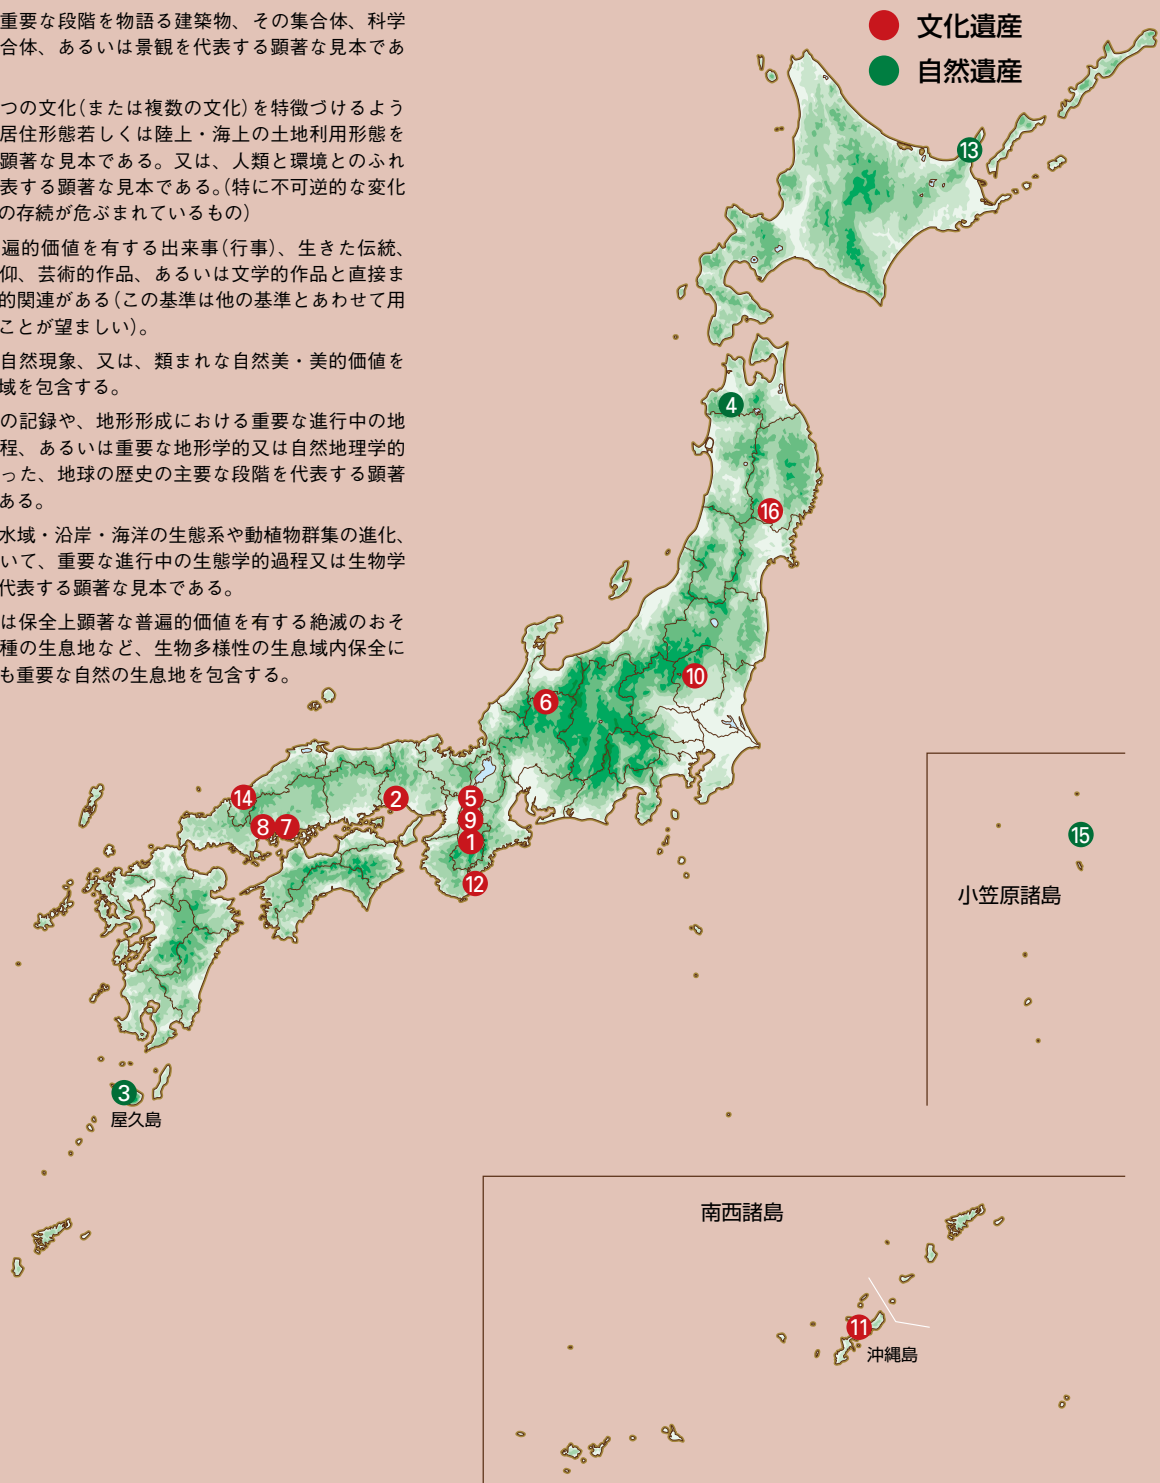 重要な段階を物語る建築物、その集合体、科学
合体、あるいは景観を代表する顕著な見本であ
つの文化（または複数の文化）を特徴づけるよう
居住形態若しくは陸上・海上の土地利用形態を
顕著な見本である。又は、人類と環境とのふれ
表する顕著な見本である。（特に不可逆的な変化
の存続が危ぶまれているもの）
遍的価値を有する出来事（行事）、生きた伝統、
仰、芸術的作品、あるいは文学的作品と直接ま
的関連がある（この基準は他の基準とあわせて用
ことが望ましい）。
自然現象、又は、類まれな自然美・美的価値を
域を包含する。
の記録や、地形形成における重要な進行中の地
程、あるいは重要な地形学的又は自然地理学的
った、地球の歴史の主要な段階を代表する顕著
ある。
水域・沿岸・海洋の生態系や動植物群集の進化、
いて、重要な進行中の生態学的過程又は生物学
代表する顕著な見本である。
は保全上顕著な普遍的価値を有する絶滅のおそ
種の生息地など、生物多様性の生息域内保全に
も重要な自然の生息地を包含する。
文化遺産
自然遺産
13
4
16
10
6
14
2
5
8
7
9
1
12
15
小笠原諸島
3
屋久島
南西諸島
11
沖縄島